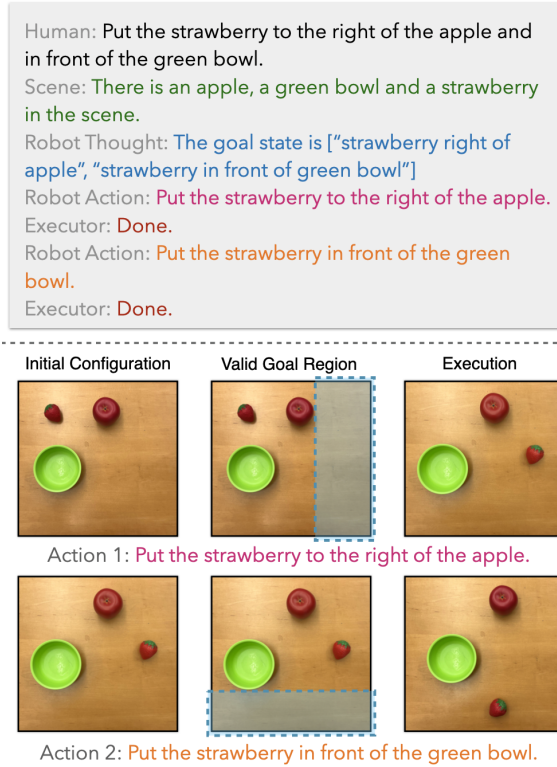 Human: Put the strawberry to the right of the apple and
in front of the green bowl.
Scene: There is an apple, a green bowl and a strawberry
in the scene.
Robot Thought: The goal state is [“strawberry right of
apple”, “strawberry in front of green bowl”]
Robot Action: Put the strawberry to the right of the apple.
Executor: Done.
Robot Action: Put the strawberry in front of the green
bowl.
Executor: Done.
Initial Configuration
Valid Goal Region
Execution
Action 1: Put the strawberry to the right of the apple.
Action 2: Put the strawberry in front of the green bowl.